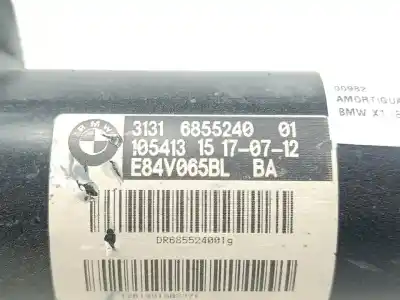 BMW
3131 6855240 01
105413 15 17-07-12
E84V065BL BA
DR685524001g
00982
AMORTIGUA
BMW X1